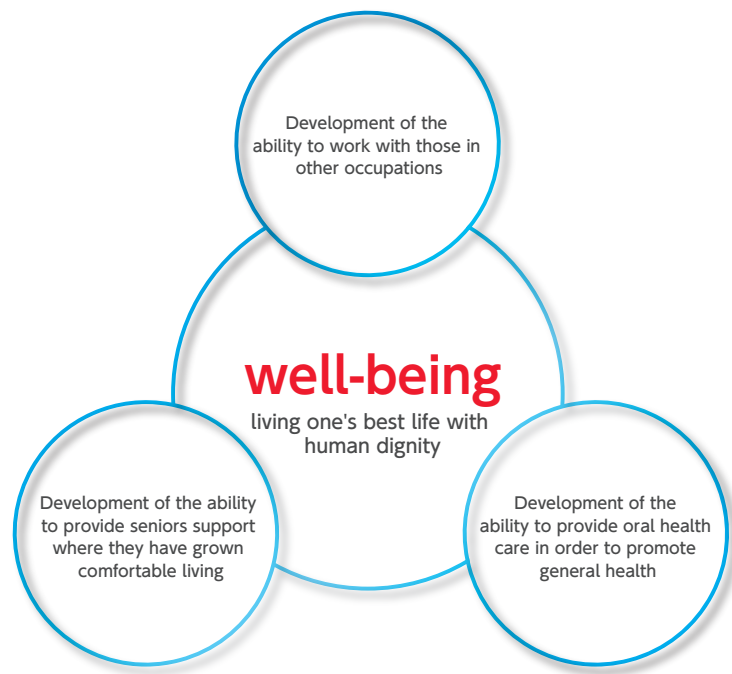 Development of the
ability to work with those in
other occupations
well-being
living one's best life with
human dignity
Development of the ability
to provide seniors support
where they have grown
comfortable living
Development of the
ability to provide oral health
care in order to promote
general health